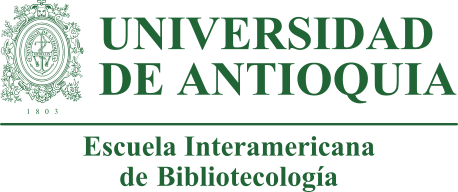 UNIVERSIDAD
DE ANTIOQUIA
1803
Escuela Interamericana
de Bibliotecología